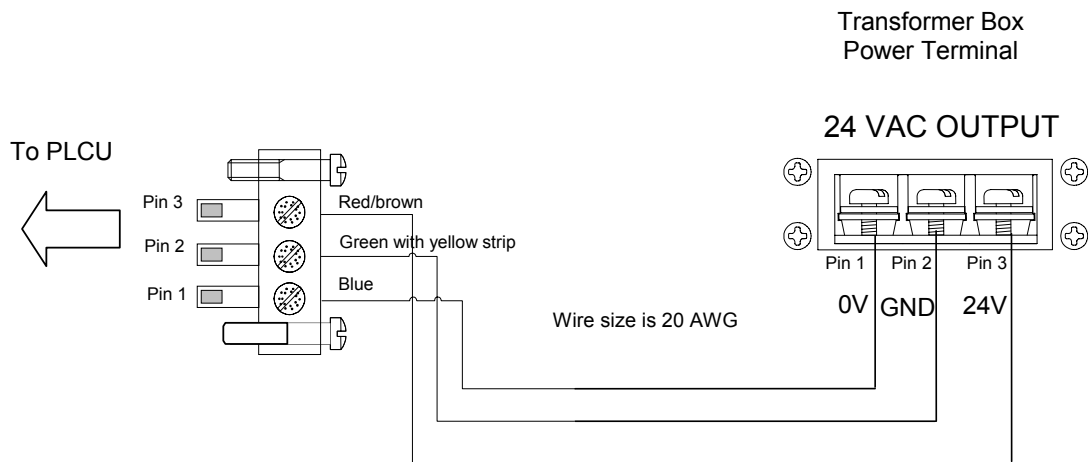 Transformer Box
Power Terminal
24 VAC OUTPUT
To PLCU
Pin 3
Red/brown
Pin 2
Green with yellow strip
Pin 1
Blue
Wire size is 20 AWG
Pin 1
Pin 2
Pin 3
0V
GND
24V